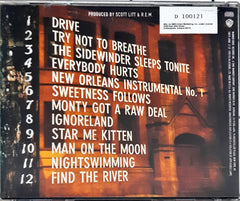 PRODUCED BY SCOTT LITT & R.E.M.
D 100121
1 DRIVE
2 TRY NOT TO BREATHE
3 THE SIDEWINDER SLEEPS TONITE
4 EVERYBODY HURTS
5 NEW ORLEANS INSTRUMENTAL No. 1
6 SWEETNESS FOLLOWS
7 MONTY GOT A RAW DEAL
8 IGNORELAND
9 STAR ME KITTEN
10 MAN ON THE MOON
11 NIGHTSWIMMING
12 FIND THE RIVER